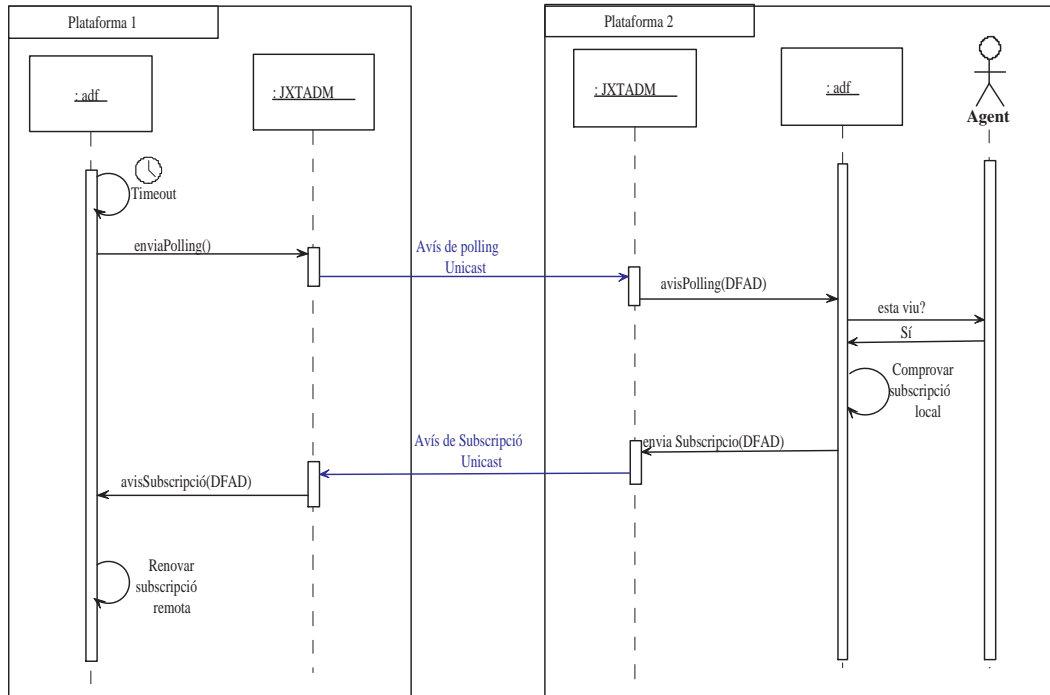 Plataforma 1
Plataforma 2
: adf
: JXTADM
: JXTADM
: adf
Agent
Timeout
enviaPolling()
Avís de polling
Unicast
avisPolling(DFAD)
esta viu?
Sí
Comprovar
subscripció
local
envia Subscripcio(DFAD)
Avís de Subscripció
Unicast
avisSubscripció(DFAD)
Renovar
subscripció
remota